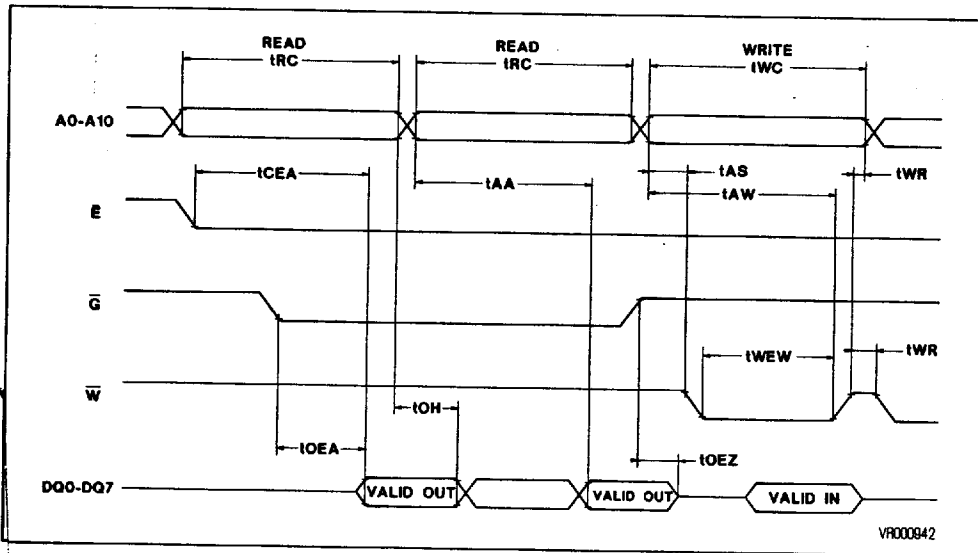 READ READ WRITE
tRC tRC tWC
A0-A10
tCEA tAA tAS tWR
tAW
E̅
G̅
tWEW tWR
W̅
tOH
tOEA tOEZ
DQ0-DQ7 VALID OUT VALID OUT VALID IN
VR000942